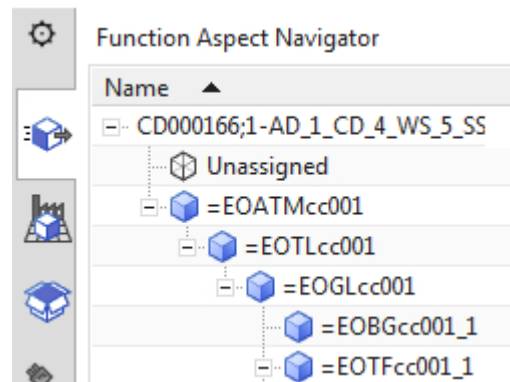 Function Aspect Navigator
Name
CD000166;1-AD_1_CD_4_WS_5_SS
Unassigned
=EOATMcc001
=EOTLcc001
=EOGLcc001
=EOBGcc001_1
=EOTFcc001_1